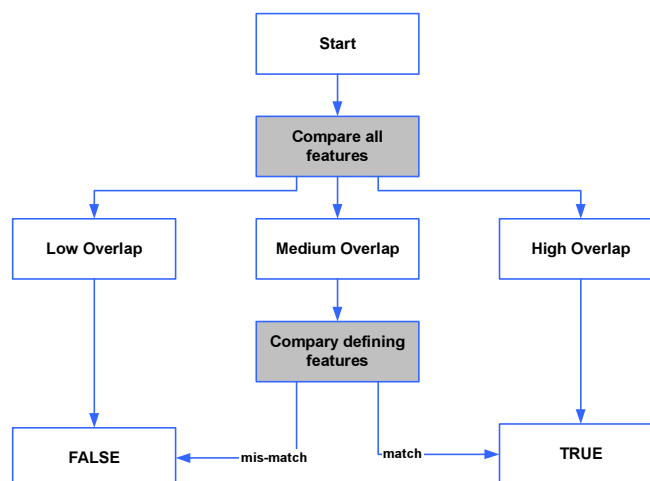 Start
Compare all
features
Low Overlap
Medium Overlap
High Overlap
Compary defining
features
mis-match
match
FALSE
TRUE